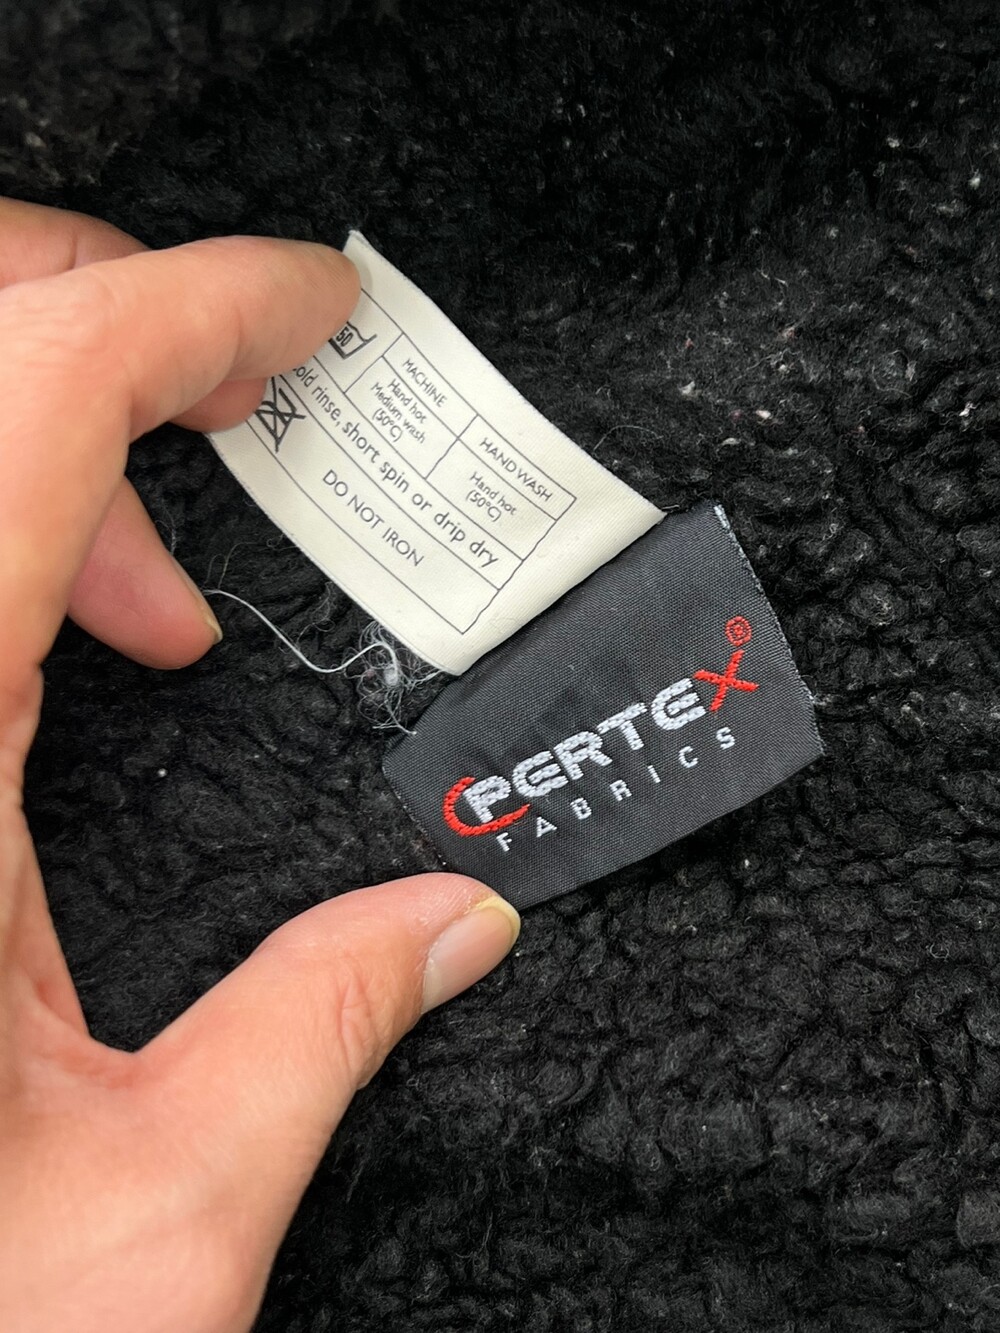 50
MACHINE
Hand hot
Medium wash
(50°C)
HAND WASH
Hand hot
(50°C)
rinse, short spin or drip dry
DO NOT IRON
PERTEX®
FABRICS